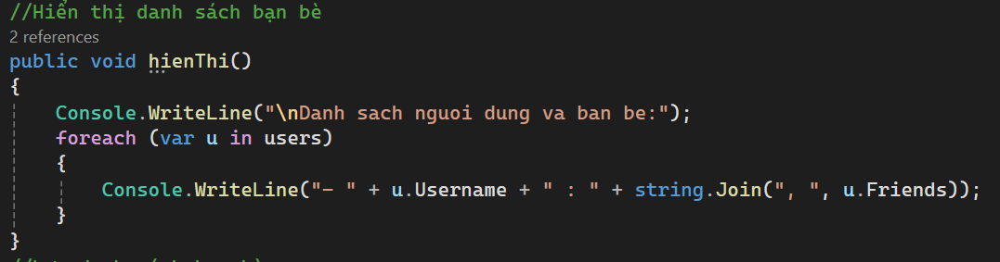 //Hiển thị danh sách bạn bè
2 references
public void hienThi()
{
Console.WriteLine("\nDanh sach nguoi dung va ban be:");
foreach (var u in users)
{
Console.WriteLine("- " + u.Username + " : " + string.Join(", ", u.Friends));
}
}